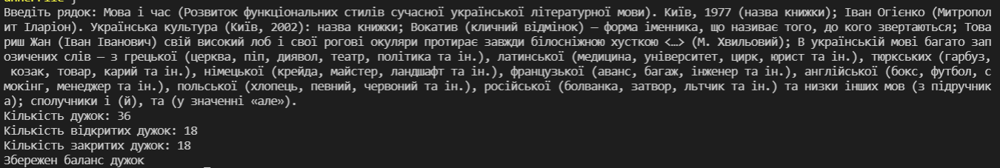 Введіть рядок: Мова і час (Розвиток функціональних стилів сучасної української літературної мови). Київ, 1977 (назва книжки); Іван Огієнко (Митропол
ит Іларіон). Українська культура (Київ, 2002): назва книжки; Вокатив (кличний відмінок) — форма іменника, що називає того, до кого звертаються; Това
риш Жан (Іван Іванович) свій високий лоб і свої рогові окуляри протирає завжди білосніжною хусткою <…> (М. Хвильовий); В українській мові багато зап
озичених слів — з грецької (церква, піп, диявол, театр, політика та ін.), латинської (медицина, університет, цирк, юрист та ін.), тюркських (гарбуз,
козак, товар, карий та ін.), німецької (крейда, майстер, ландшафт та ін.), французької (аванс, багаж, інженер та ін.), англійської (бокс, футбол, с
мокінг, менеджер та ін.), польської (хлопець, певний, червоний та ін.), російської (болванка, затвор, льтчик та ін.) та низки інших мов (з підручник
а); сполучники і (й), та (у значенні «але»).
Кількість дужок: 36
Кількість відкритих дужок: 18
Кількість закритих дужок: 18
Збережен баланс дужок